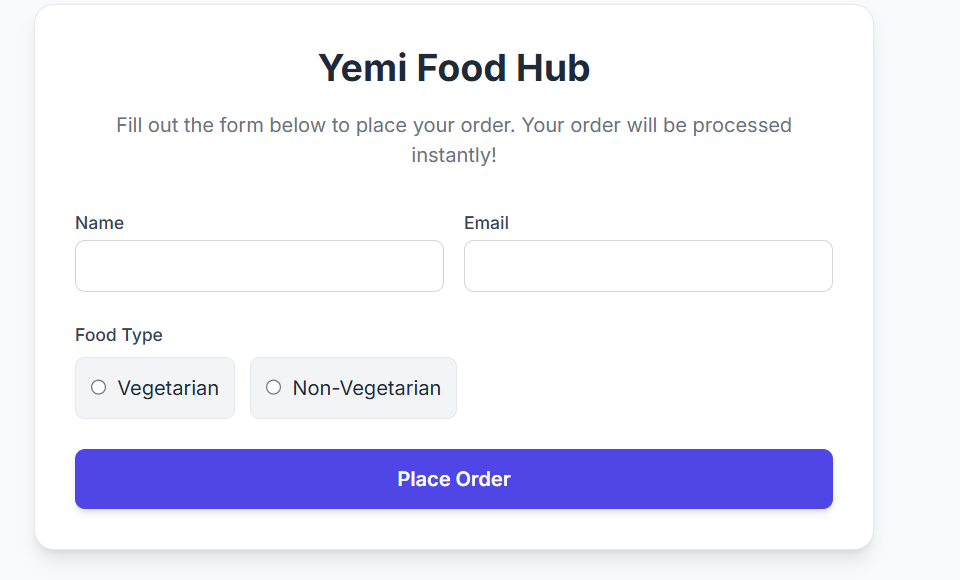 Yemi Food Hub
Fill out the form below to place your order. Your order will be processed
instantly!
Name
Email
Food Type
Vegetarian
Non-Vegetarian
Place Order